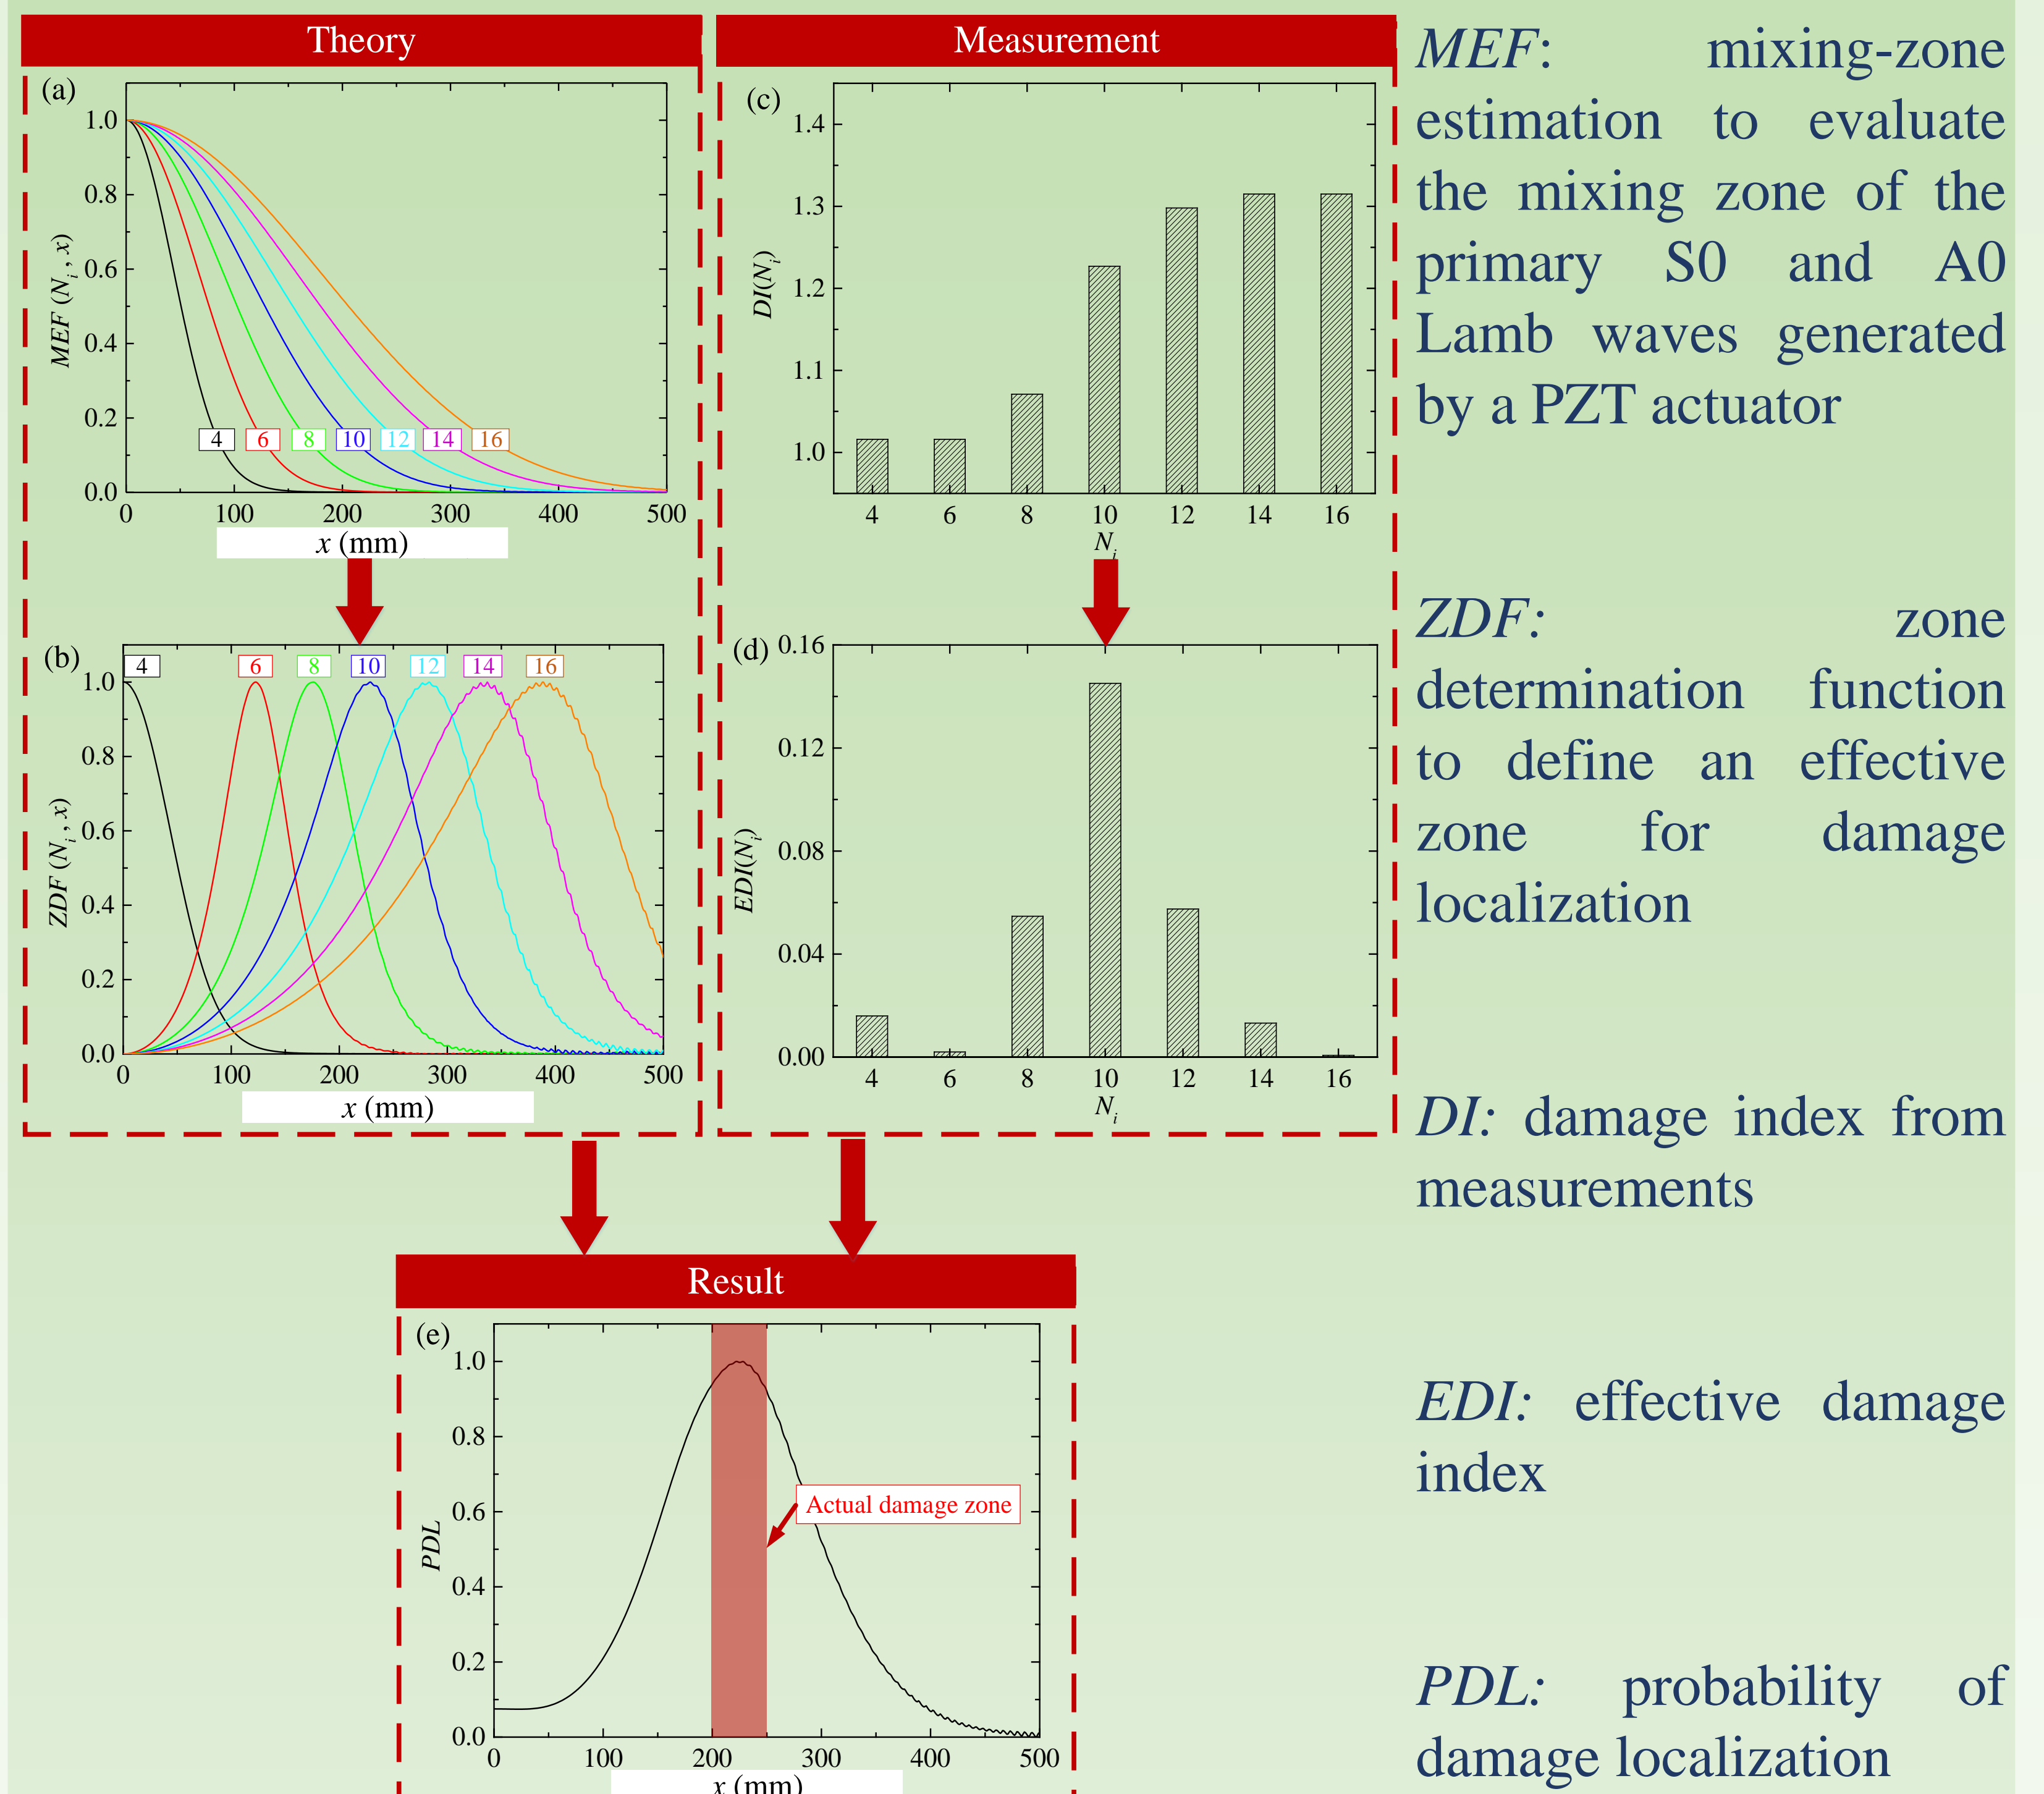 Theory
(a)
1.0
0.8
0.6
0.4
0.2
0.0
MEF (Ni, x)
4 6 8 10 12 14 16
0 100 200 300 400 500
x (mm)
(b)
4 6 8 10 12 14 16
1.0
0.8
0.6
0.4
0.2
0.0
ZDF (Ni, x)
0 100 200 300 400 500
x (mm)
Measurement
(c)
1.4
1.3
1.2
1.1
1.0
DI(Ni)
4 6 8 10 12 14 16
Ni
(d)
0.16
0.12
0.08
0.04
0.00
EDI(Ni)
4 6 8 10 12 14 16
Ni
Result
(e)
1.0
0.8
0.6
0.4
0.2
0.0
PDL
Actual damage zone
0 100 200 300 400 500
x (mm)
MEF: mixing-zone
estimation to evaluate
the mixing zone of the
primary S0 and A0
Lamb waves generated
by a PZT actuator
ZDF: zone
determination function
to define an effective
zone for damage
localization
DI: damage index from
measurements
EDI: effective damage
index
PDL: probability of
damage localization